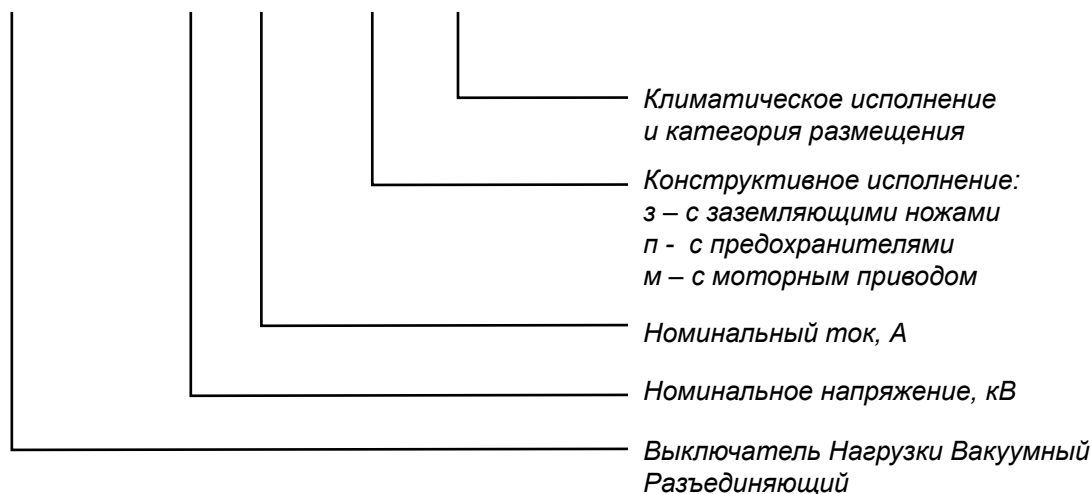 Климатическое исполнение
и категория размещения
Конструктивное исполнение:
з – с заземляющими ножами
п - с предохранителями
м – с моторным приводом
Номинальный ток, А
Номинальное напряжение, кВ
Выключатель Нагрузки Вакуумный
Разъединяющий